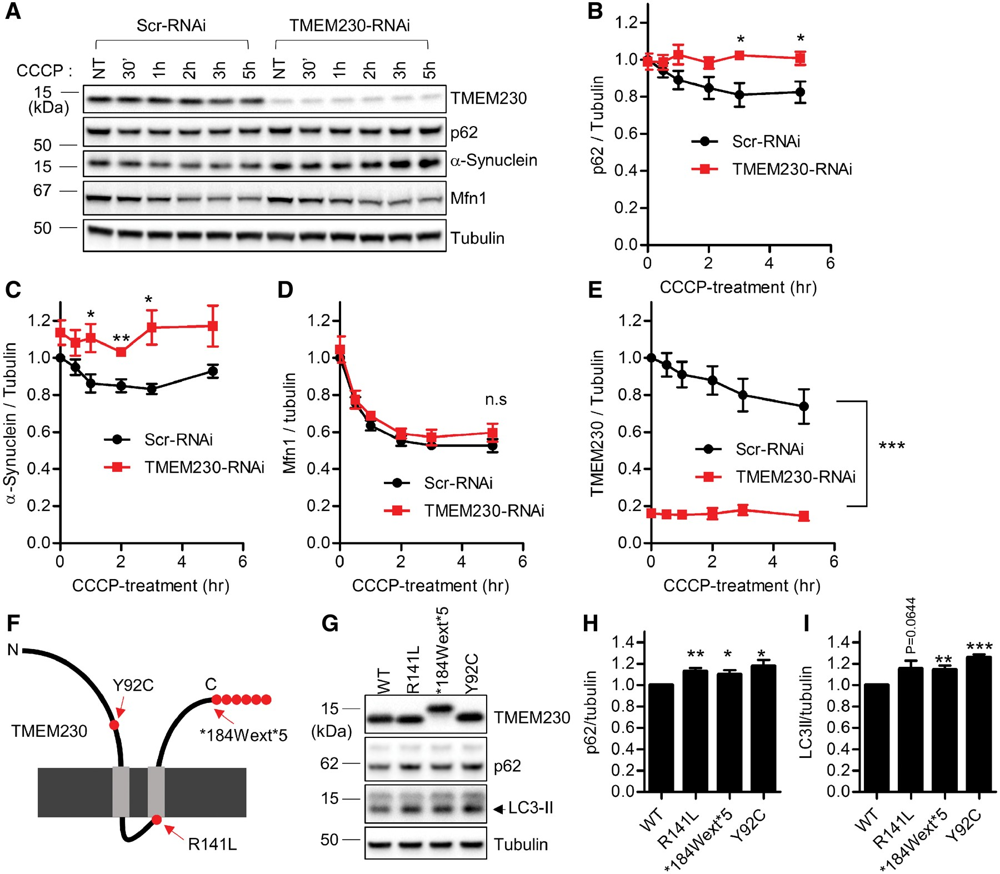 A
Scr-RNAi TMEM230-RNAi
CCCP : NT 30’ 1h 2h 3h 5h NT 30’ 1h 2h 3h 5h
15
(kDa)
TMEM230
p62
50
α-Synuclein
15
67
Mfn1
50
Tubulin
B
p62 / Tubulin
1.2
1.0
0.8
0.6
0.4
0.2
0.0
* *
Scr-RNAi
TMEM230-RNAi
0 2 4 6
CCCP-treatment (hr)
C
α-Synuclein / Tubulin
1.2
1.0
0.8
0.6
0.4
0.2
0.0
* ** *
Scr-RNAi
TMEM230-RNAi
0 2 4 6
CCCP-treatment (hr)
D
Mfn1 / tubulin
1.2
1.0
0.8
0.6
0.4
0.2
0.0
n.s
Scr-RNAi
TMEM230-RNAi
0 2 4 6
CCCP-treatment (hr)
E
TMEM230 / Tubulin
1.2
1.0
0.8
0.6
0.4
0.2
0.0
Scr-RNAi
TMEM230-RNAi
***
0 2 4 6
CCCP-treatment (hr)
F
N
Y92C
C
TMEM230
*184Wext*5
R141L
G
WT R141L *184Wext*5 Y92C
15
(kDa)
TMEM230
62
p62
15
LC3-II
50
Tubulin
H
p62/tubulin
1.4
1.2
1.0
0.8
0.6
0.4
0.2
0.0
** * *
WT R141L *184Wext*5 Y92C
I
LC3II/tubulin
1.4
1.2
1.0
0.8
0.6
0.4
0.2
0.0
P=0.0644 ** ***
WT R141L *184Wext*5 Y92C